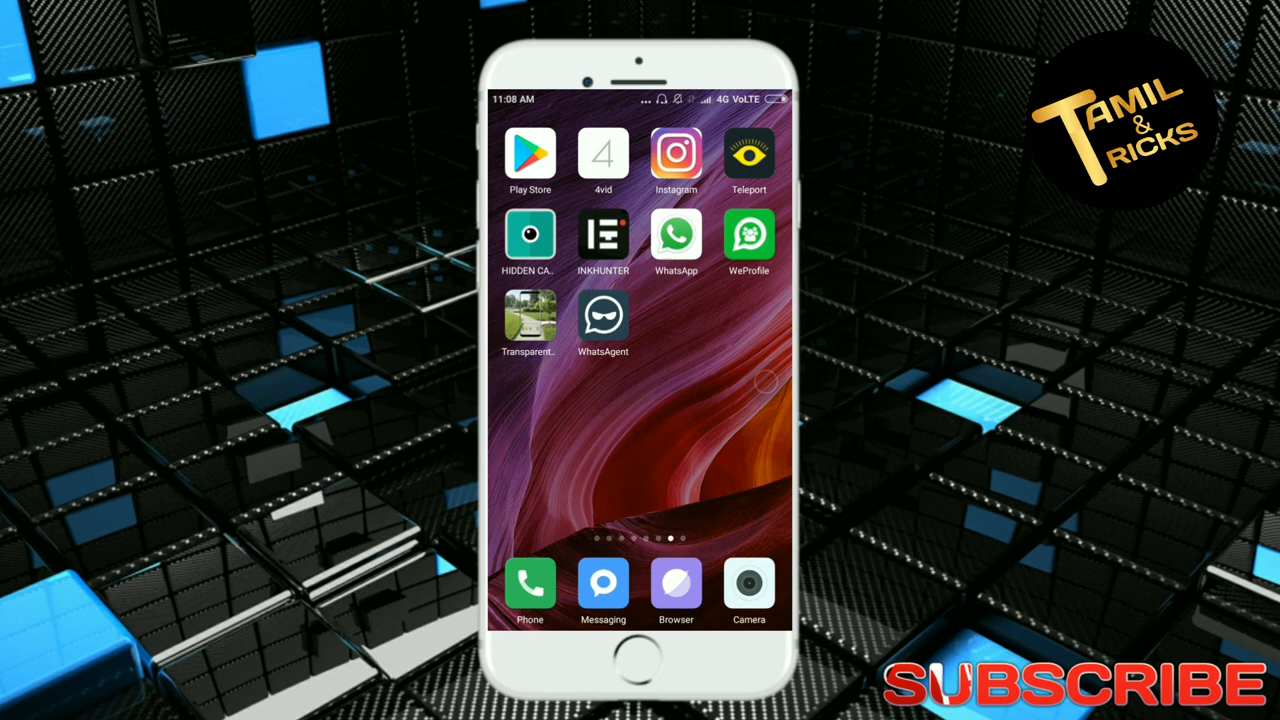 11:08 AM
... 4G VoLTE
TAMIL
&
TRICKS
Play Store
4vid
Instagram
Teleport
HIDDEN CA..
INKHUNTER
WhatsApp
WeProfile
Transparent..
WhatsAgent
Phone
Messaging
Browser
Camera
SUBSCRIBE